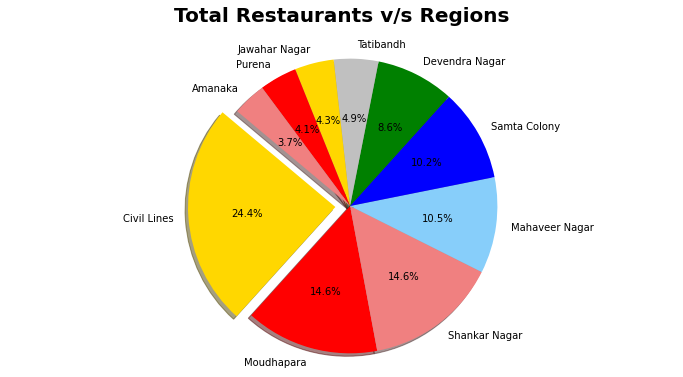 Total Restaurants v/s Regions
Tatibandh
Jawahar Nagar
Devendra Nagar
Purena
Amanaka
4.9%
4.3%
8.6%
4.1%
Samta Colony
3.7%
10.2%
Civil Lines
24.4%
10.5%
Mahaveer Nagar
14.6%
14.6%
Shankar Nagar
Moudhapara